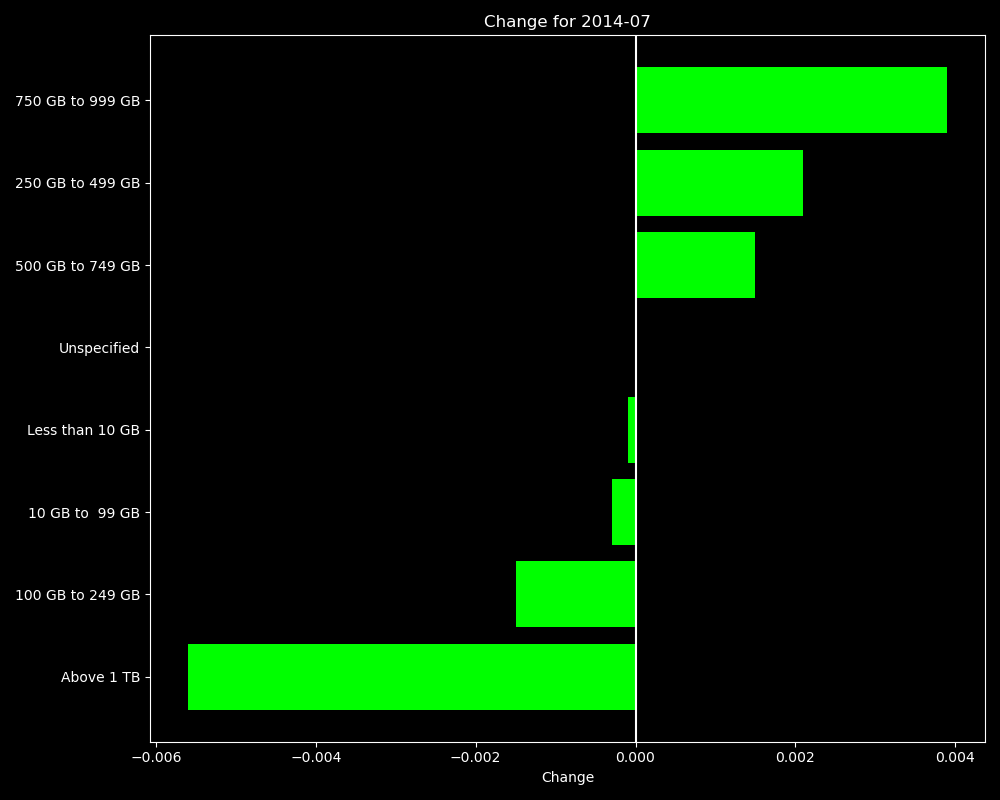 Change for 2014-07
750 GB to 999 GB
250 GB to 499 GB
500 GB to 749 GB
Unspecified
Less than 10 GB
10 GB to  99 GB
100 GB to 249 GB
Above 1 TB
−0.006 −0.004 −0.002 0.000 0.002 0.004
Change